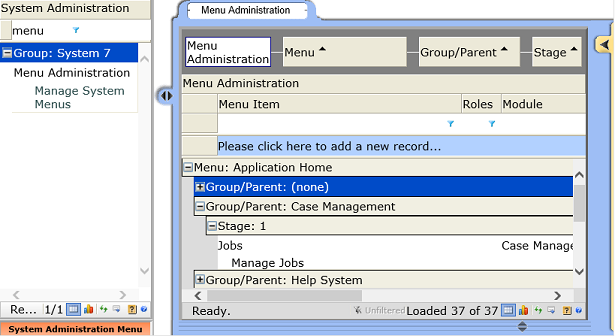 System Administration
menu
Group: System 7
Menu Administration
Manage System
Menus
Re... 1/1
System Administration Menu
Menu Administration
Menu
Administration
Menu
Group/Parent
Stage
Menu Administration
Menu Item Roles Module
Please click here to add a new record...
Menu: Application Home
Group/Parent: (none)
Group/Parent: Case Management
Stage: 1
Jobs Case Manage
Manage Jobs
Group/Parent: Help System
Ready. Unfiltered Loaded 37 of 37